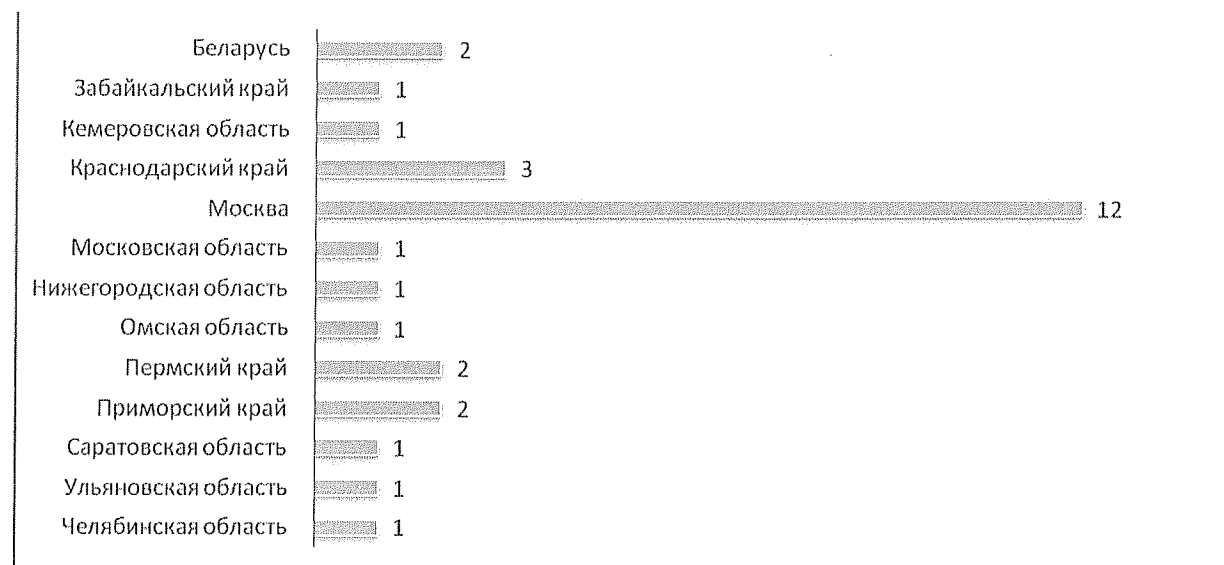 Беларусь 2
Забайкальский край 1
Кемеровская область 1
Краснодарский край 3
Москва 12
Московская область 1
Нижегородская область 1
Омская область 1
Пермский край 2
Приморский край 2
Саратовская область 1
Ульяновская область 1
Челябинская область 1